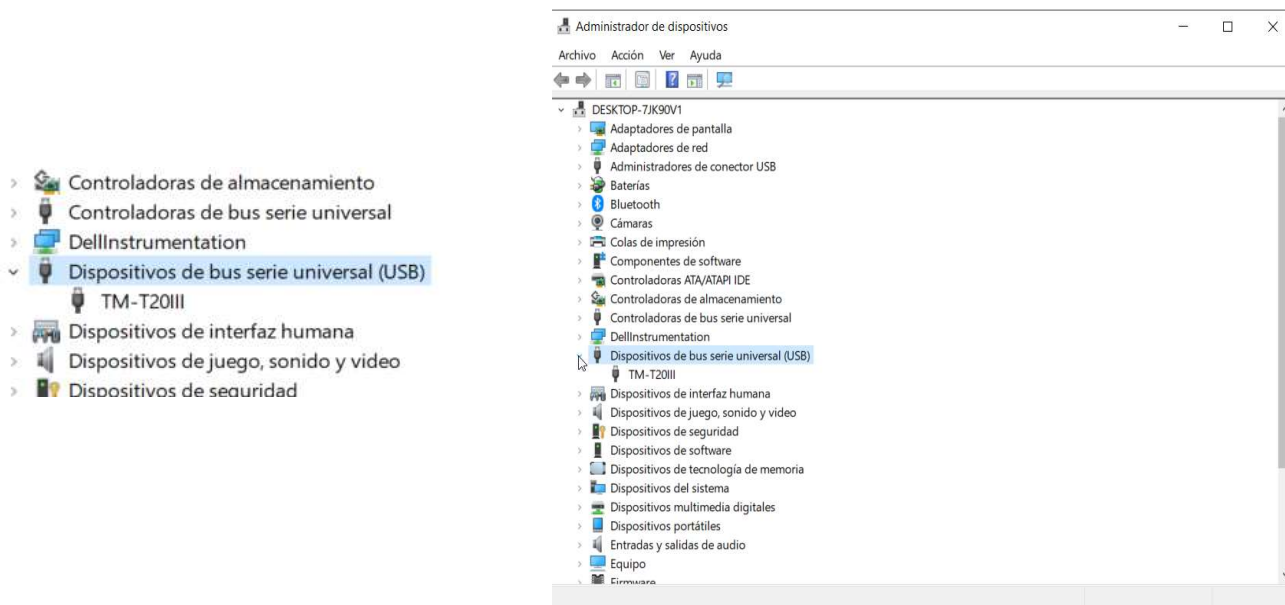 Controladoras de almacenamiento
Controladoras de bus serie universal
DellInstrumentation
Dispositivos de bus serie universal (USB)
TM-T20III
Dispositivos de interfaz humana
Dispositivos de juego, sonido y video
Dispositivos de seguridad
Administrador de dispositivos
Archivo Acción Ver Ayuda
DESKTOP-7JK90V1
Adaptadores de pantalla
Adaptadores de red
Administradores de conector USB
Baterías
Bluetooth
Cámaras
Colas de impresión
Componentes de software
Controladoras ATA/ATAPI IDE
Controladoras de almacenamiento
Controladoras de bus serie universal
DellInstrumentation
Dispositivos de bus serie universal (USB)
TM-T20III
Dispositivos de interfaz humana
Dispositivos de juego, sonido y video
Dispositivos de seguridad
Dispositivos de software
Dispositivos de tecnología de memoria
Dispositivos del sistema
Dispositivos multimedia digitales
Dispositivos portátiles
Entradas y salidas de audio
Equipo
Firmware